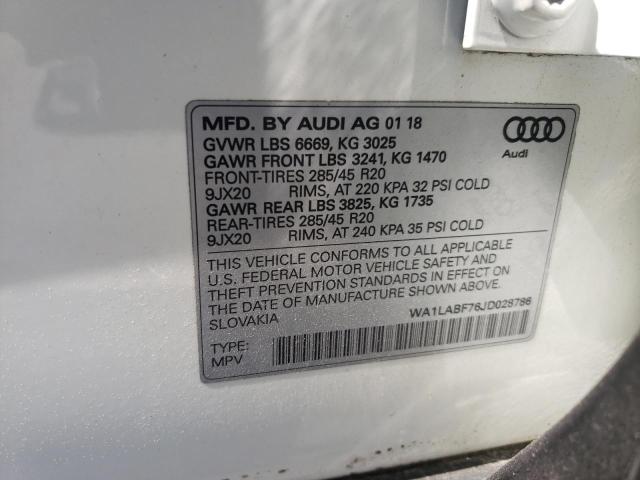 MFD. BY AUDI AG 01 18
GVWR LBS 6669, KG 3025
GAWR FRONT LBS 3241, KG 1470
FRONT-TIRES 285/45 R20
9JX20 RIMS, AT 220 KPA 32 PSI COLD
GAWR REAR LBS 3825, KG 1735
REAR-TIRES 285/45 R20
9JX20 RIMS, AT 240 KPA 35 PSI COLD
Audi
THIS VEHICLE CONFORMS TO ALL APPLICABLE
U.S. FEDERAL MOTOR VEHICLE SAFETY AND
THEFT PREVENTION STANDARDS IN EFFECT ON
THE DATE OF MANUFACTURE SHOWN ABOVE
SLOVAKIA
WA1LABF76JD028786
TYPE:
MPV